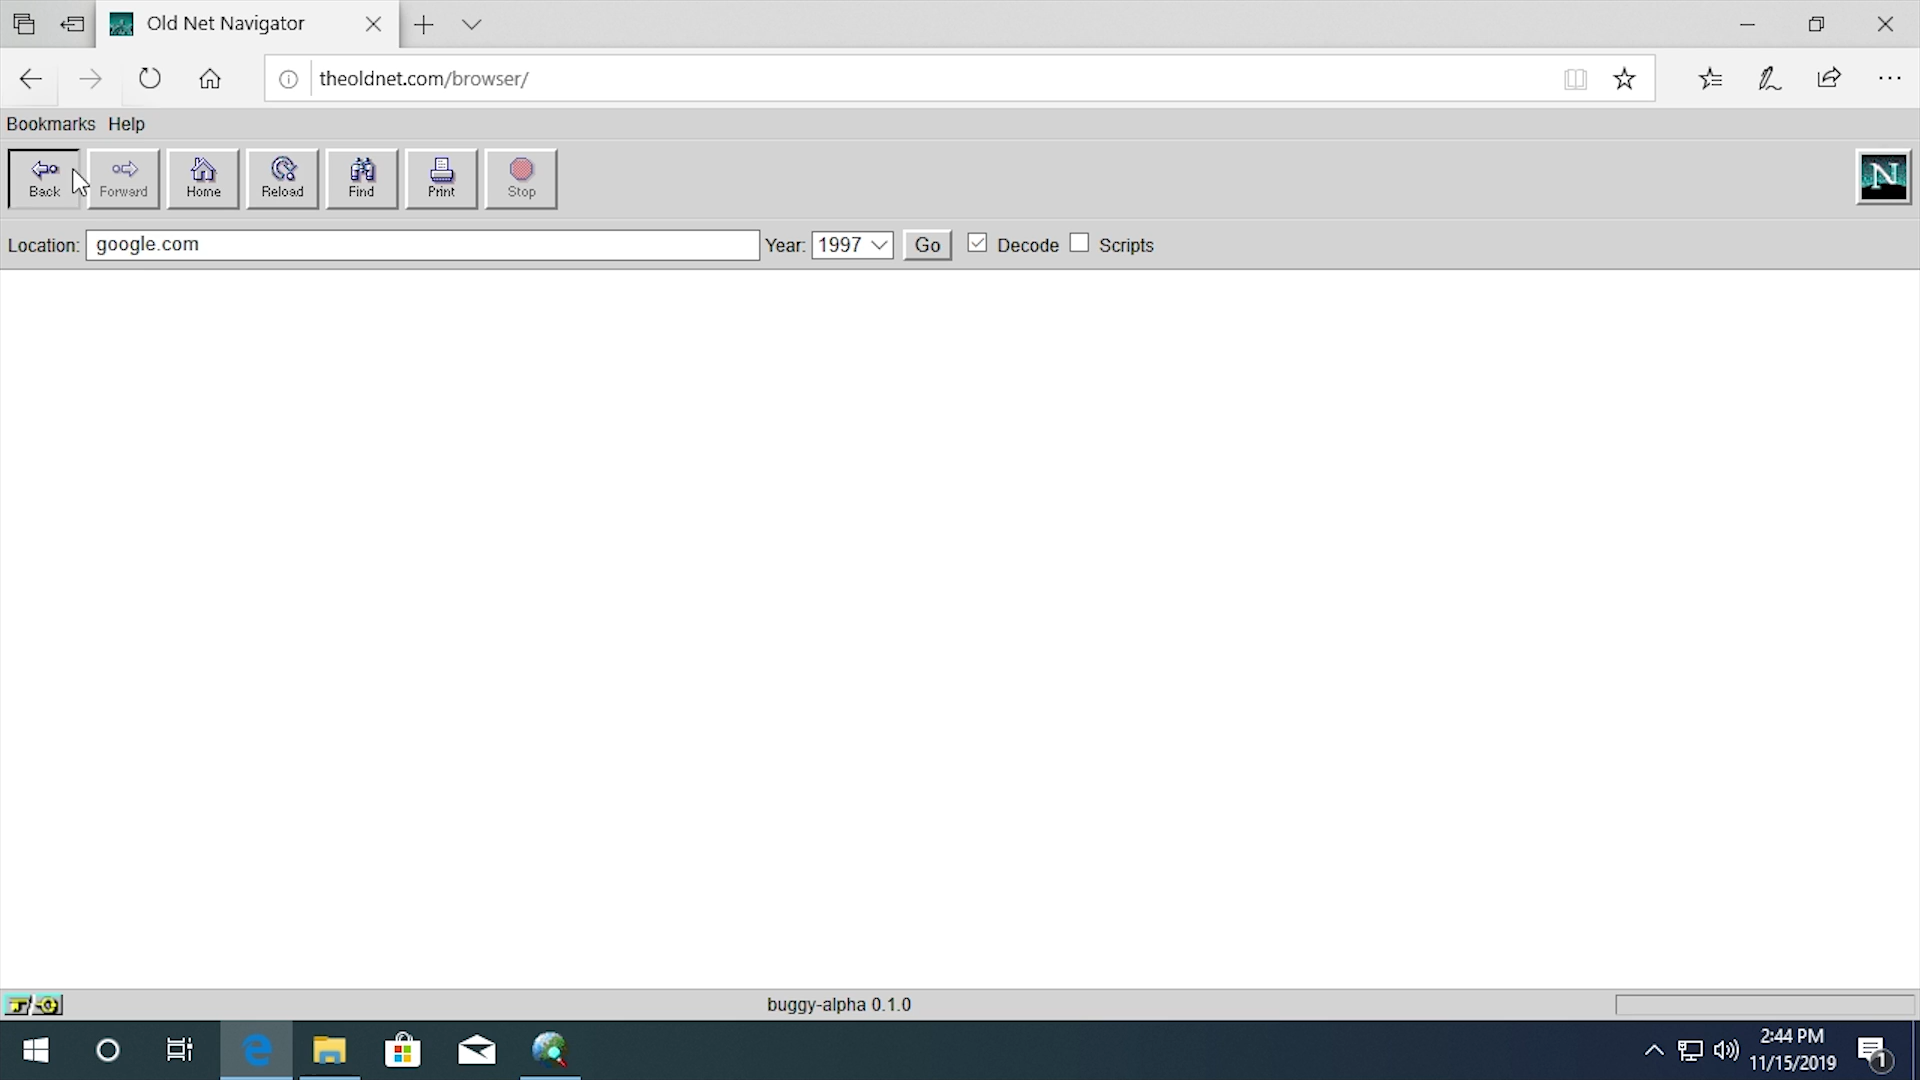 Old Net Navigator
theoldnet.com/browser/
Bookmarks Help
Back Forward Home Reload Find Print Stop
N
Location: google.com Year: 1997 Go Decode Scripts
buggy-alpha 0.1.0
2:44 PM
11/15/2019
1